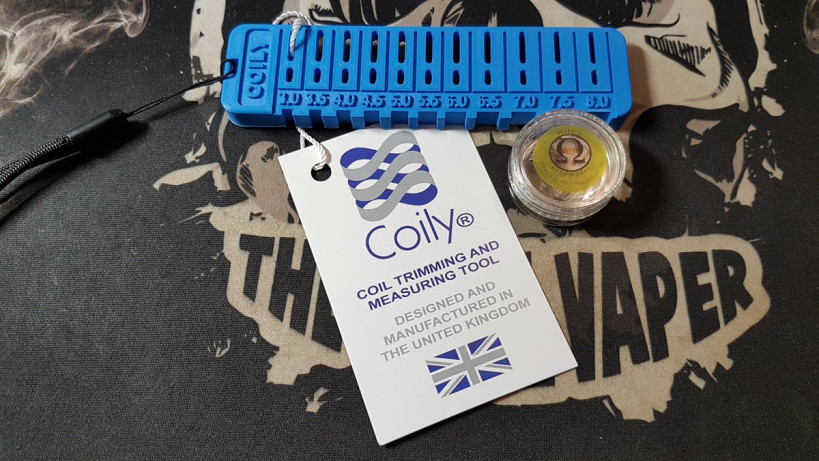 COILY
3.0 3.5 4.0 4.5 5.0 5.5 6.0 6.5 7.0 7.5 8.0
Coily®
COIL TRIMMING AND
MEASURING TOOL
DESIGNED AND
MANUFACTURED IN
THE UNITED KINGDOM
VAPER